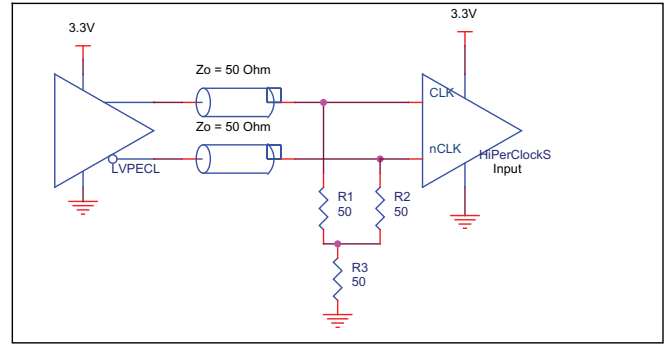 3.3V
3.3V
Zo = 50 Ohm
CLK
Zo = 50 Ohm
nCLK
LVPECL
HiPerClockS
Input
R1
50
R2
50
R3
50